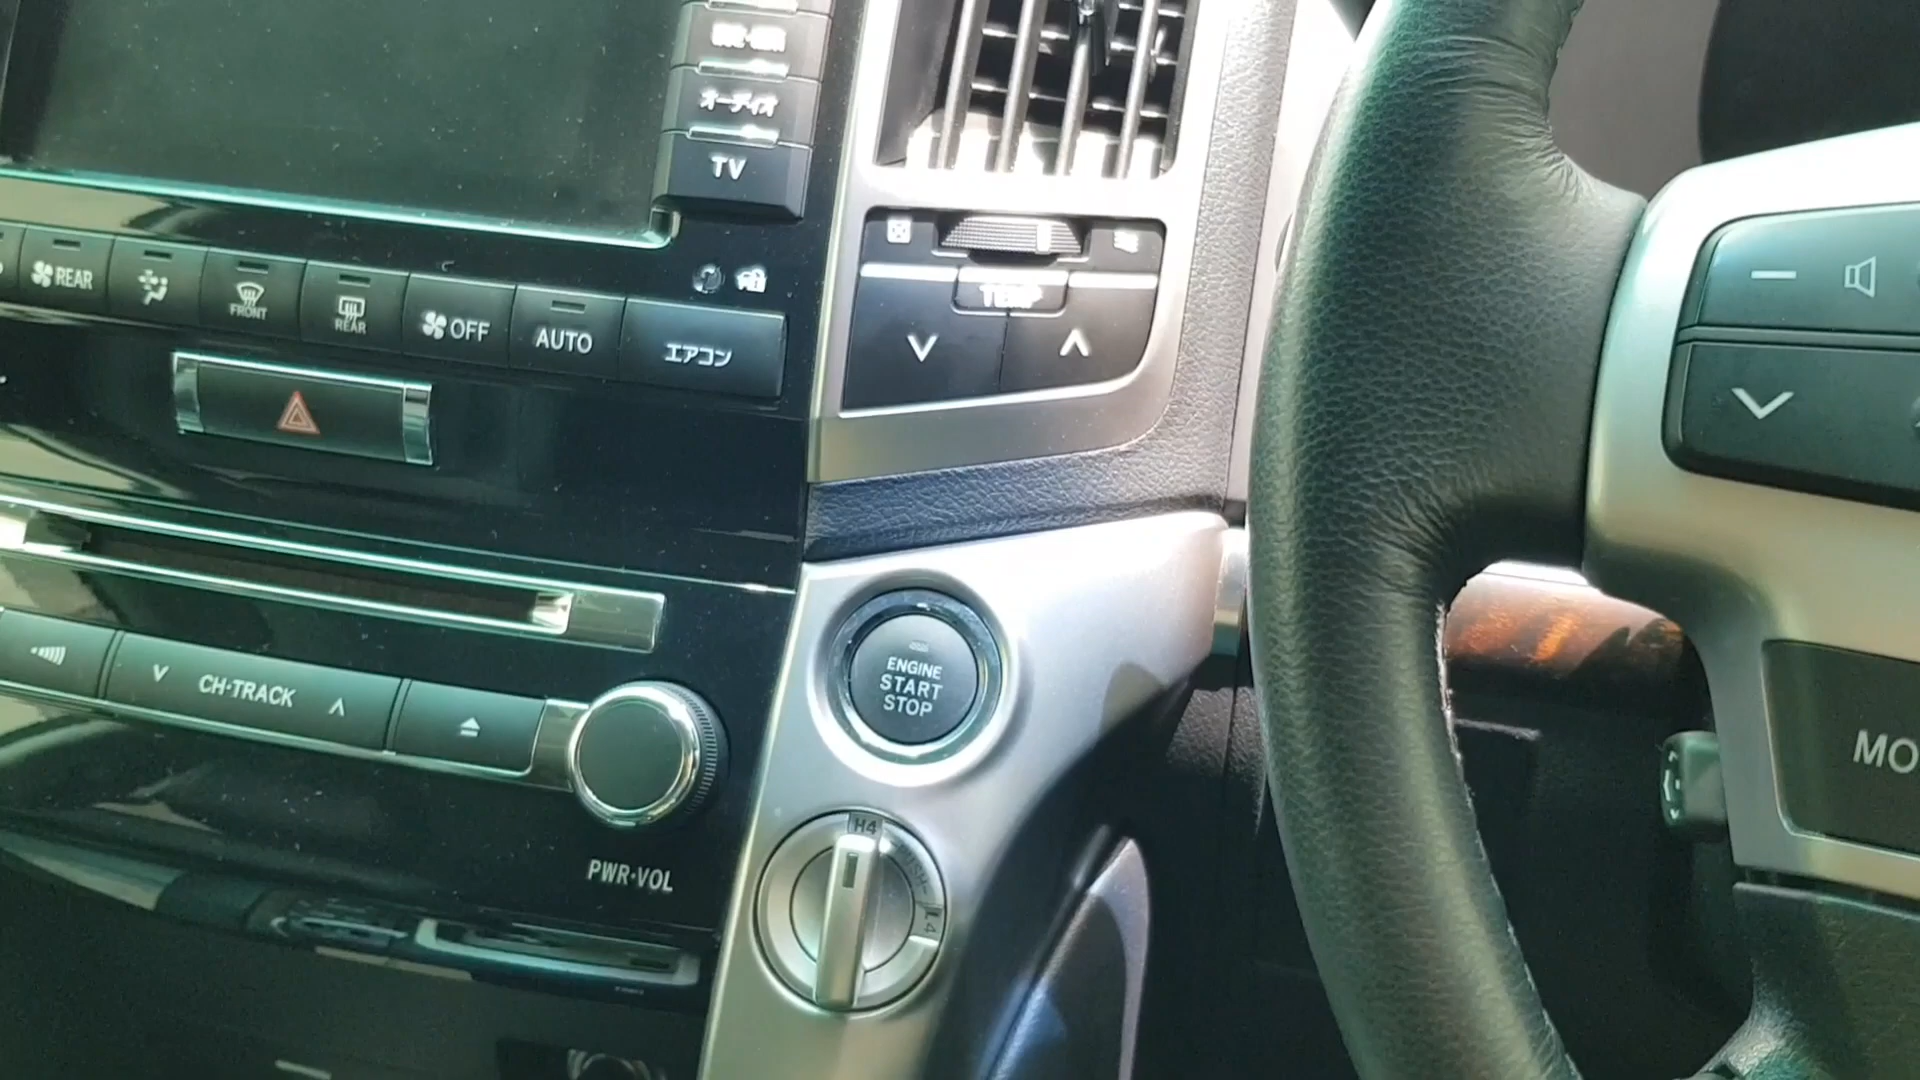 オーディオ
TV
REAR
FRONT
REAR
OFF
AUTO
エアコン
TEMP
CH·TRACK
ENGINE
START
STOP
PWR·VOL
H4
L4
MO